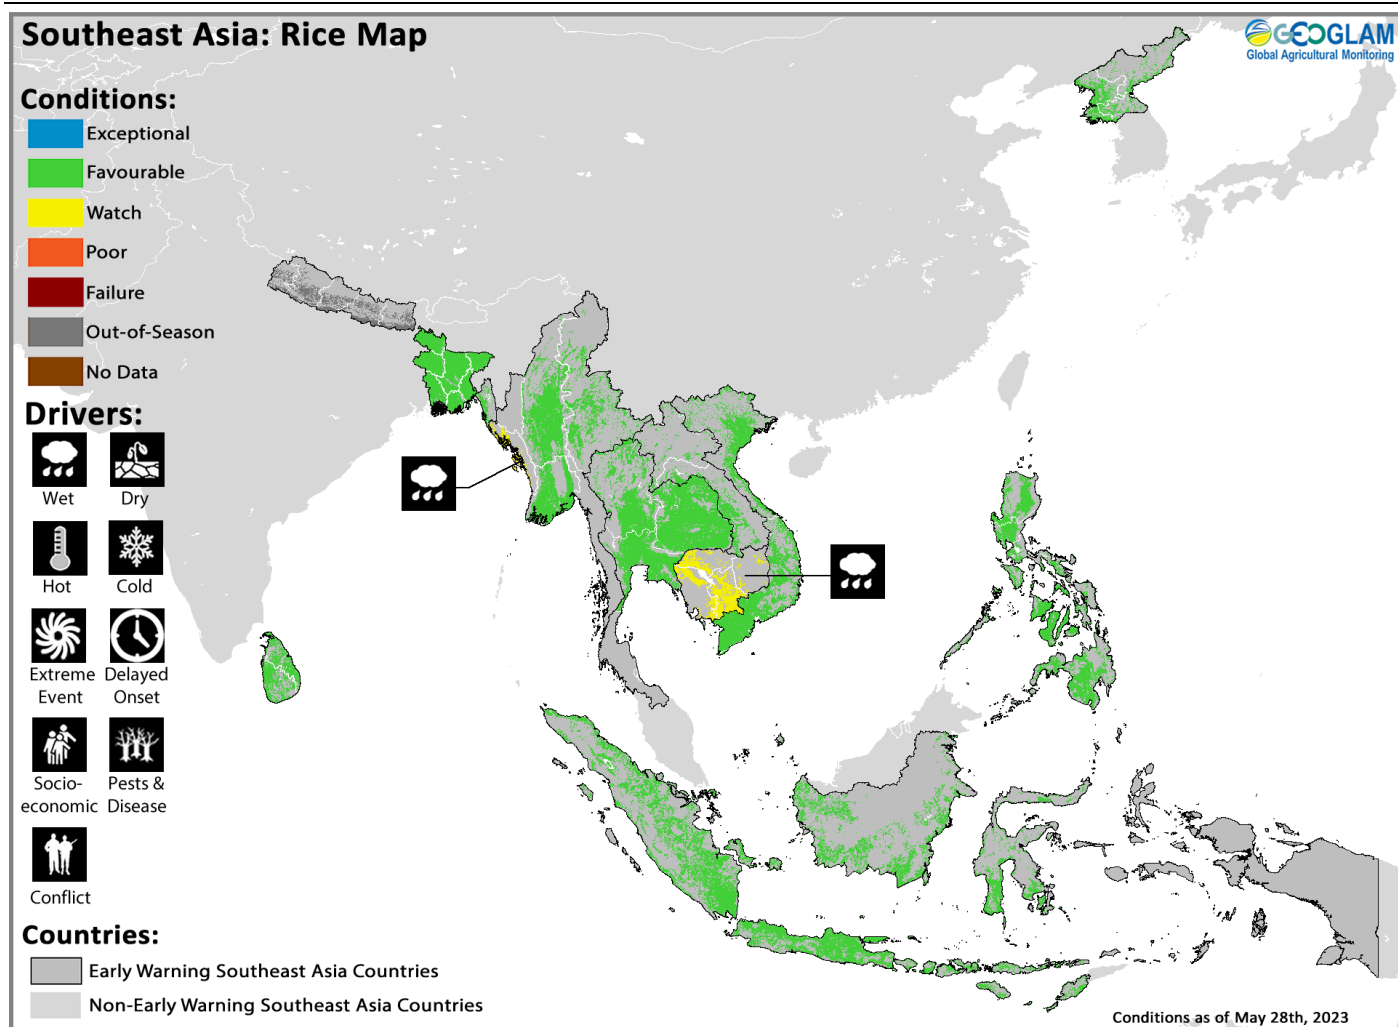 Southeast Asia: Rice Map
GEOGLAM
Global Agricultural Monitoring
Conditions:
Exceptional
Favourable
Watch
Poor
Failure
Out-of-Season
No Data
Drivers:
Wet
Dry
Hot
Cold
Extreme
Event
Delayed
Onset
Socio-
economic
Pests &
Disease
Conflict
Countries:
Early Warning Southeast Asia Countries
Non-Early Warning Southeast Asia Countries
Conditions as of May 28th, 2023